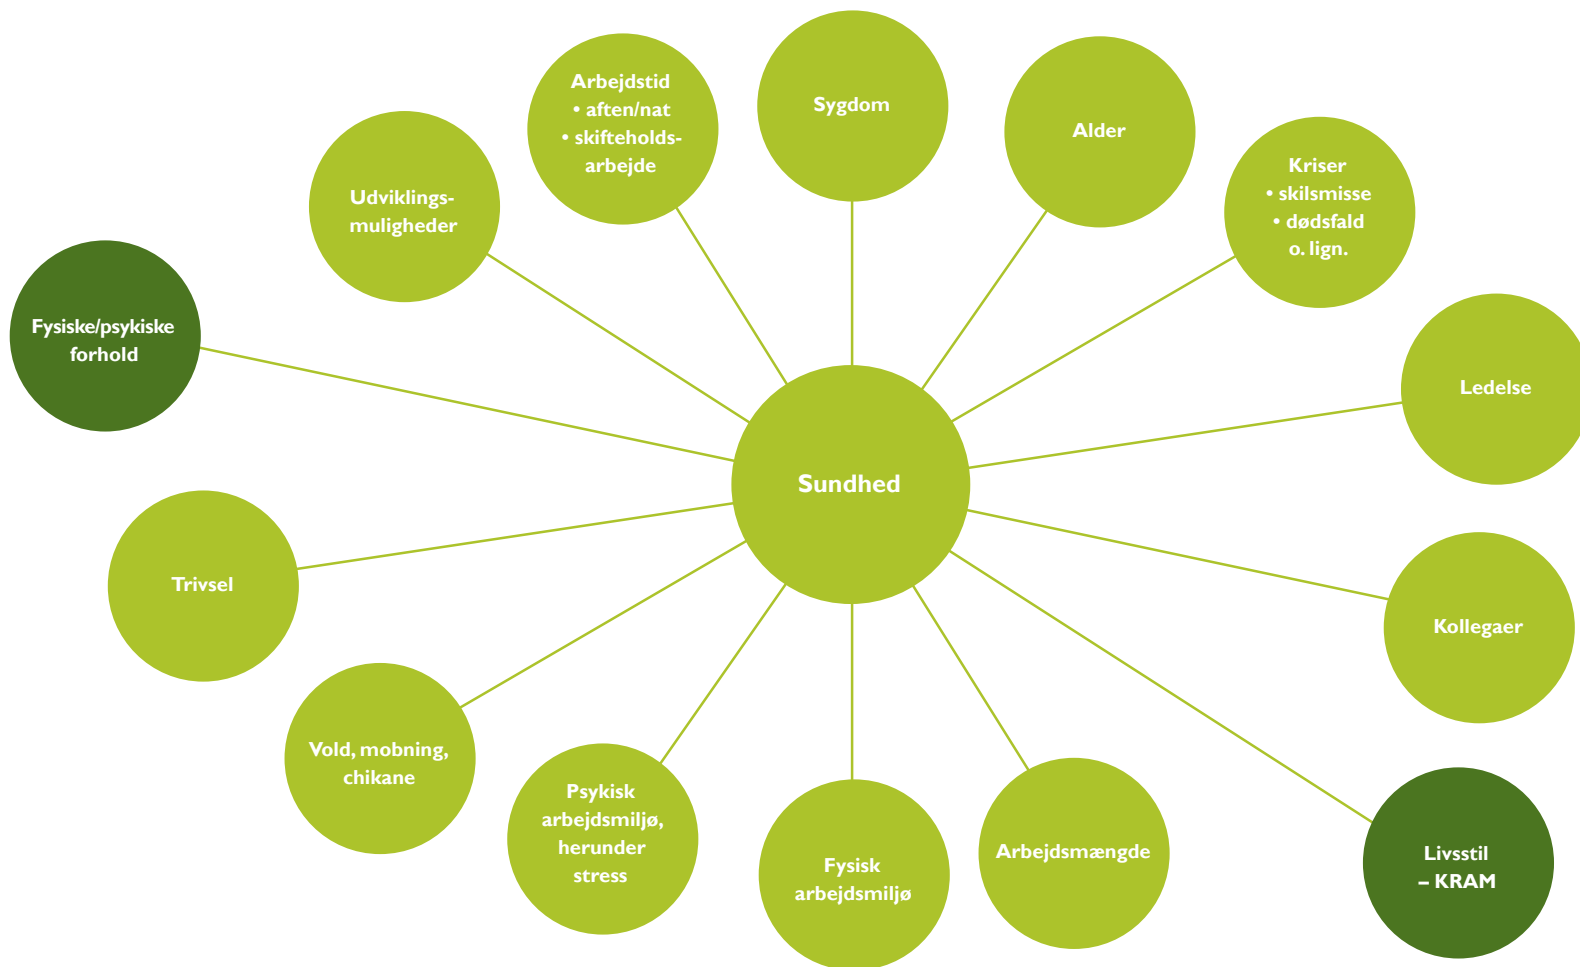 Arbejdstid
• aften/nat
• skifteholds-
arbejde
Sygdom
Alder
Kriser
• skilsmisse
• dødsfald
o. lign.
Udviklings-
muligheder
Fysiske/psykiske
forhold
Ledelse
Sundhed
Trivsel
Kollegaer
Vold, mobning,
chikane
Psykisk
arbejdsmiljø,
herunder
stress
Fysisk
arbejdsmiljø
Arbejdsmængde
Livsstil
– KRAM